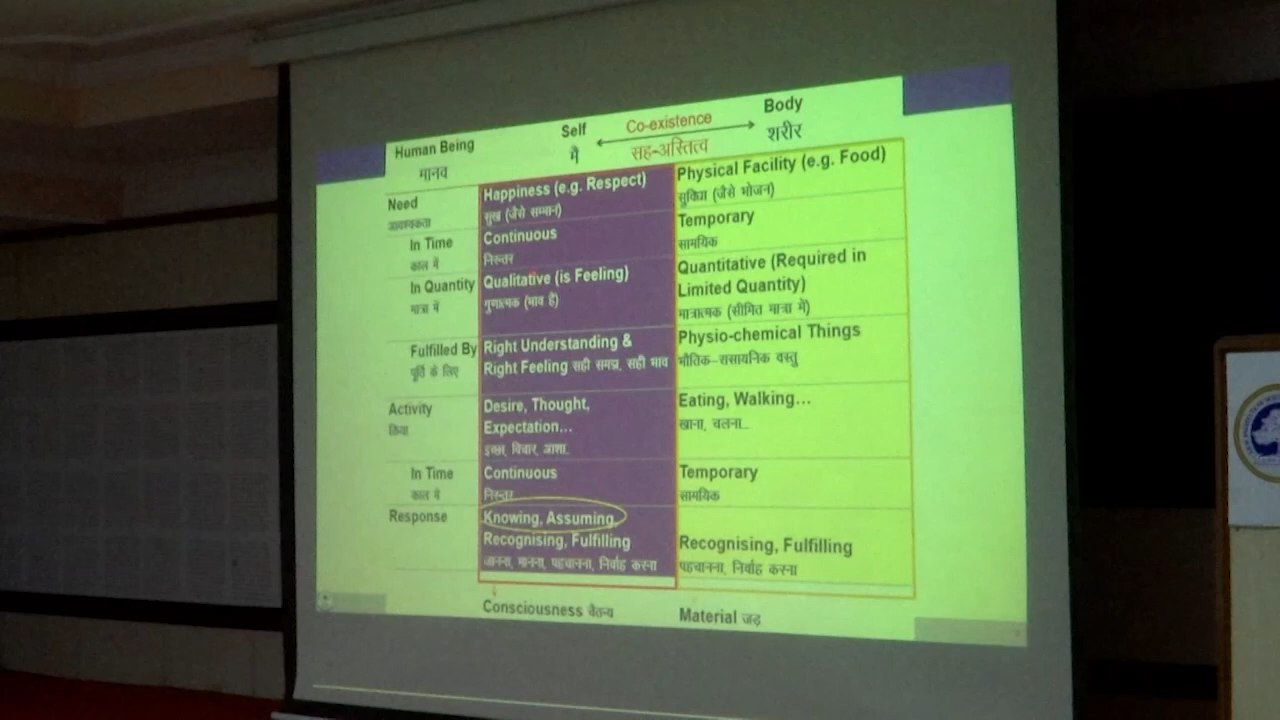 Human Being
मानव
Self
मैं
Co-existence
सह-अस्तित्व
Body
शरीर
Need
आवश्यकता
Happiness (e.g. Respect)
सुख (जैसे सम्मान)
Physical Facility (e.g. Food)
सुविधा (जैसे भोजन)
In Time
काल में
Continuous
निरन्तर
Temporary
सामयिक
In Quantity
मात्रा में
Qualitative (is Feeling)
गुणात्मक (भाव है)
Quantitative (Required in
Limited Quantity)
मात्रात्मक (सीमित मात्रा में)
Fulfilled By
पूर्ति के लिए
Right Understanding &
Right Feeling सही समझ, सही भाव
Physio-chemical Things
भौतिक-रासायनिक वस्तु
Activity
क्रिया
Desire, Thought,
Expectation...
इच्छा, विचार, आशा..
Eating, Walking...
खाना, चलना..
In Time
काल में
Continuous
निरन्तर
Temporary
सामयिक
Response
Knowing, Assuming,
Recognising, Fulfilling
जानना, मानना, पहचानना, निर्वाह करना
Recognising, Fulfilling
पहचानना, निर्वाह करना
Consciousness चैतन्य
Material जड़